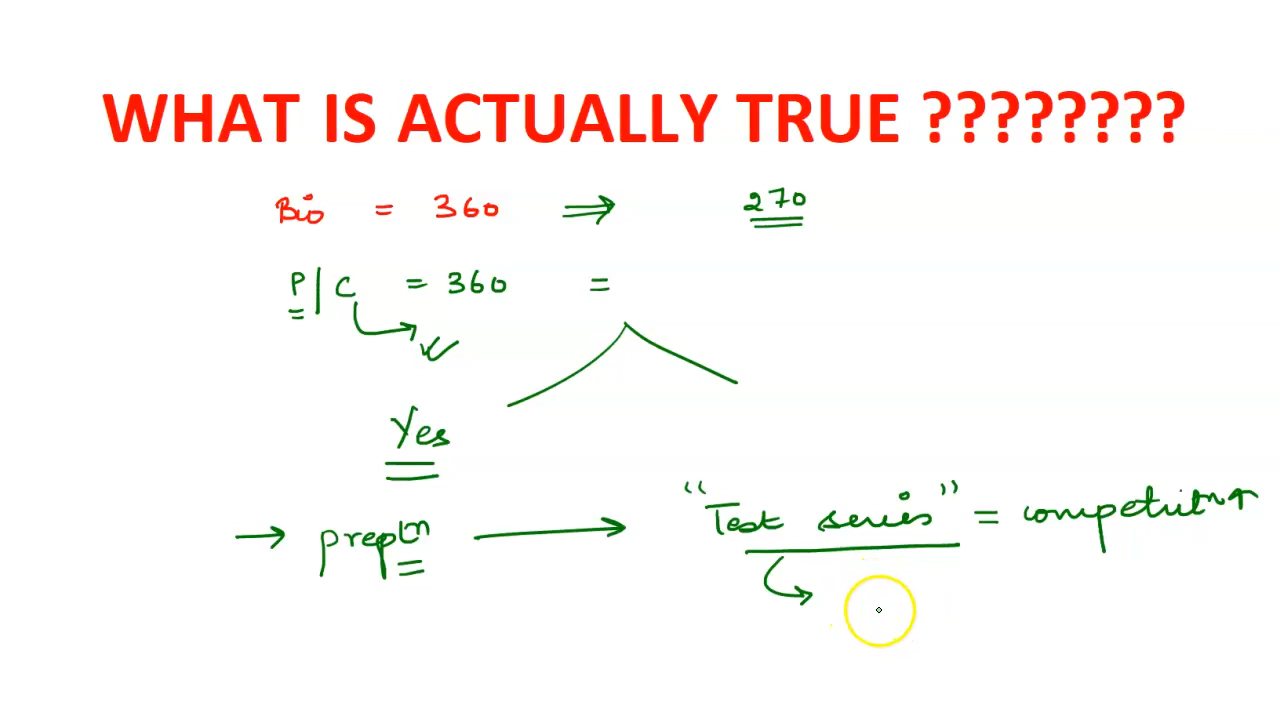 WHAT IS ACTUALLY TRUE ????????
Bio = 360 ⇒ 270
P | C = 360 =
Yes
→ prepⁿ → “Test series” = competitⁿ ↑